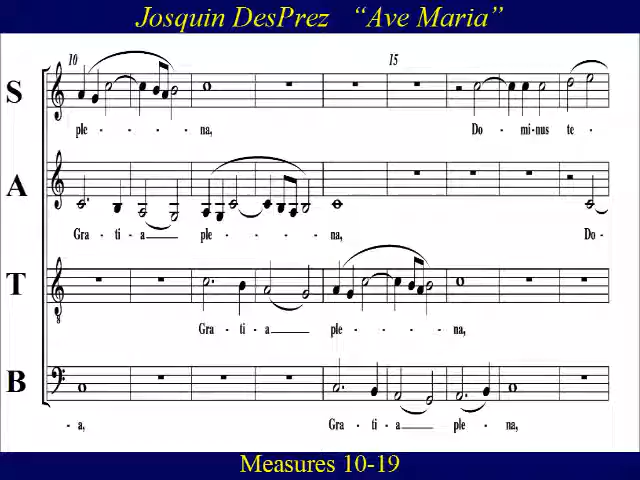 Josquin DesPrez “Ave Maria”
10 15
S
ple - - - i - - na, Do - mi-nus te -
A
Gra - ti - a ple - - - - na, Do -
T
8
Gra - ti - a ple - - - - na,
B
- a, Gra - ti - a ple - na,
Measures 10-19